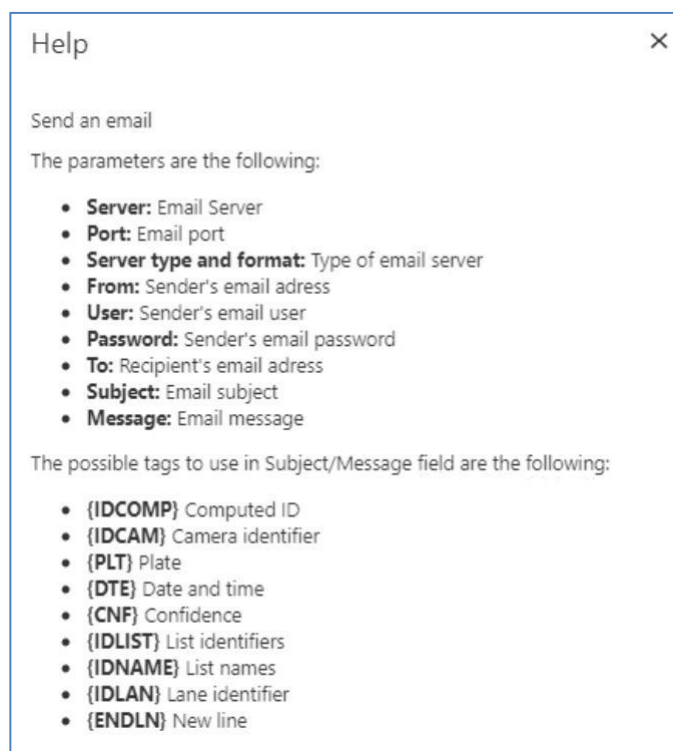 Help
Send an email
The parameters are the following:
• Server: Email Server
• Port: Email port
• Server type and format: Type of email server
• From: Sender's email adress
• User: Sender's email user
• Password: Sender's email password
• To: Recipient's email adress
• Subject: Email subject
• Message: Email message
The possible tags to use in Subject/Message field are the following:
• {IDCOMP} Computed ID
• {IDCAM} Camera identifier
• {PLT} Plate
• {DTE} Date and time
• {CNF} Confidence
• {IDLIST} List identifiers
• {IDNAME} List names
• {IDLAN} Lane identifier
• {ENDLN} New line